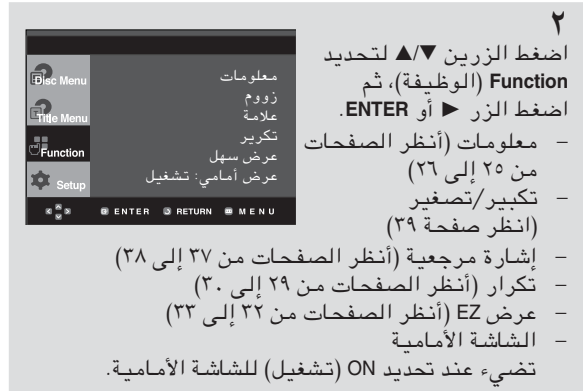 ٢
اضغط الزرين ▼/▲ لتحديد
Function (الوظيفة)، ثم
اضغط الزر ► أو ENTER.
– معلومات (أنظر الصفحات
من ٢٥ إلى ٢٦)
– تكبير/تصغير
(انظر صفحة ٣٩)
– إشارة مرجعية (أنظر الصفحات من ٣٧ إلى ٣٨)
– تكرار (أنظر الصفحات من ٢٩ إلى ٣٠)
– عرض EZ (أنظر الصفحات من ٣٢ إلى ٣٣)
– الشاشة الأمامية
تضيء عند تحديد ON (تشغيل) للشاشة الأمامية.
Disc Menu
Title Menu
Function
Setup
معلومات
زووم
علامة
تكرير
عرض سهل
عرض أمامي: تشغيل
ENTER RETURN MENU